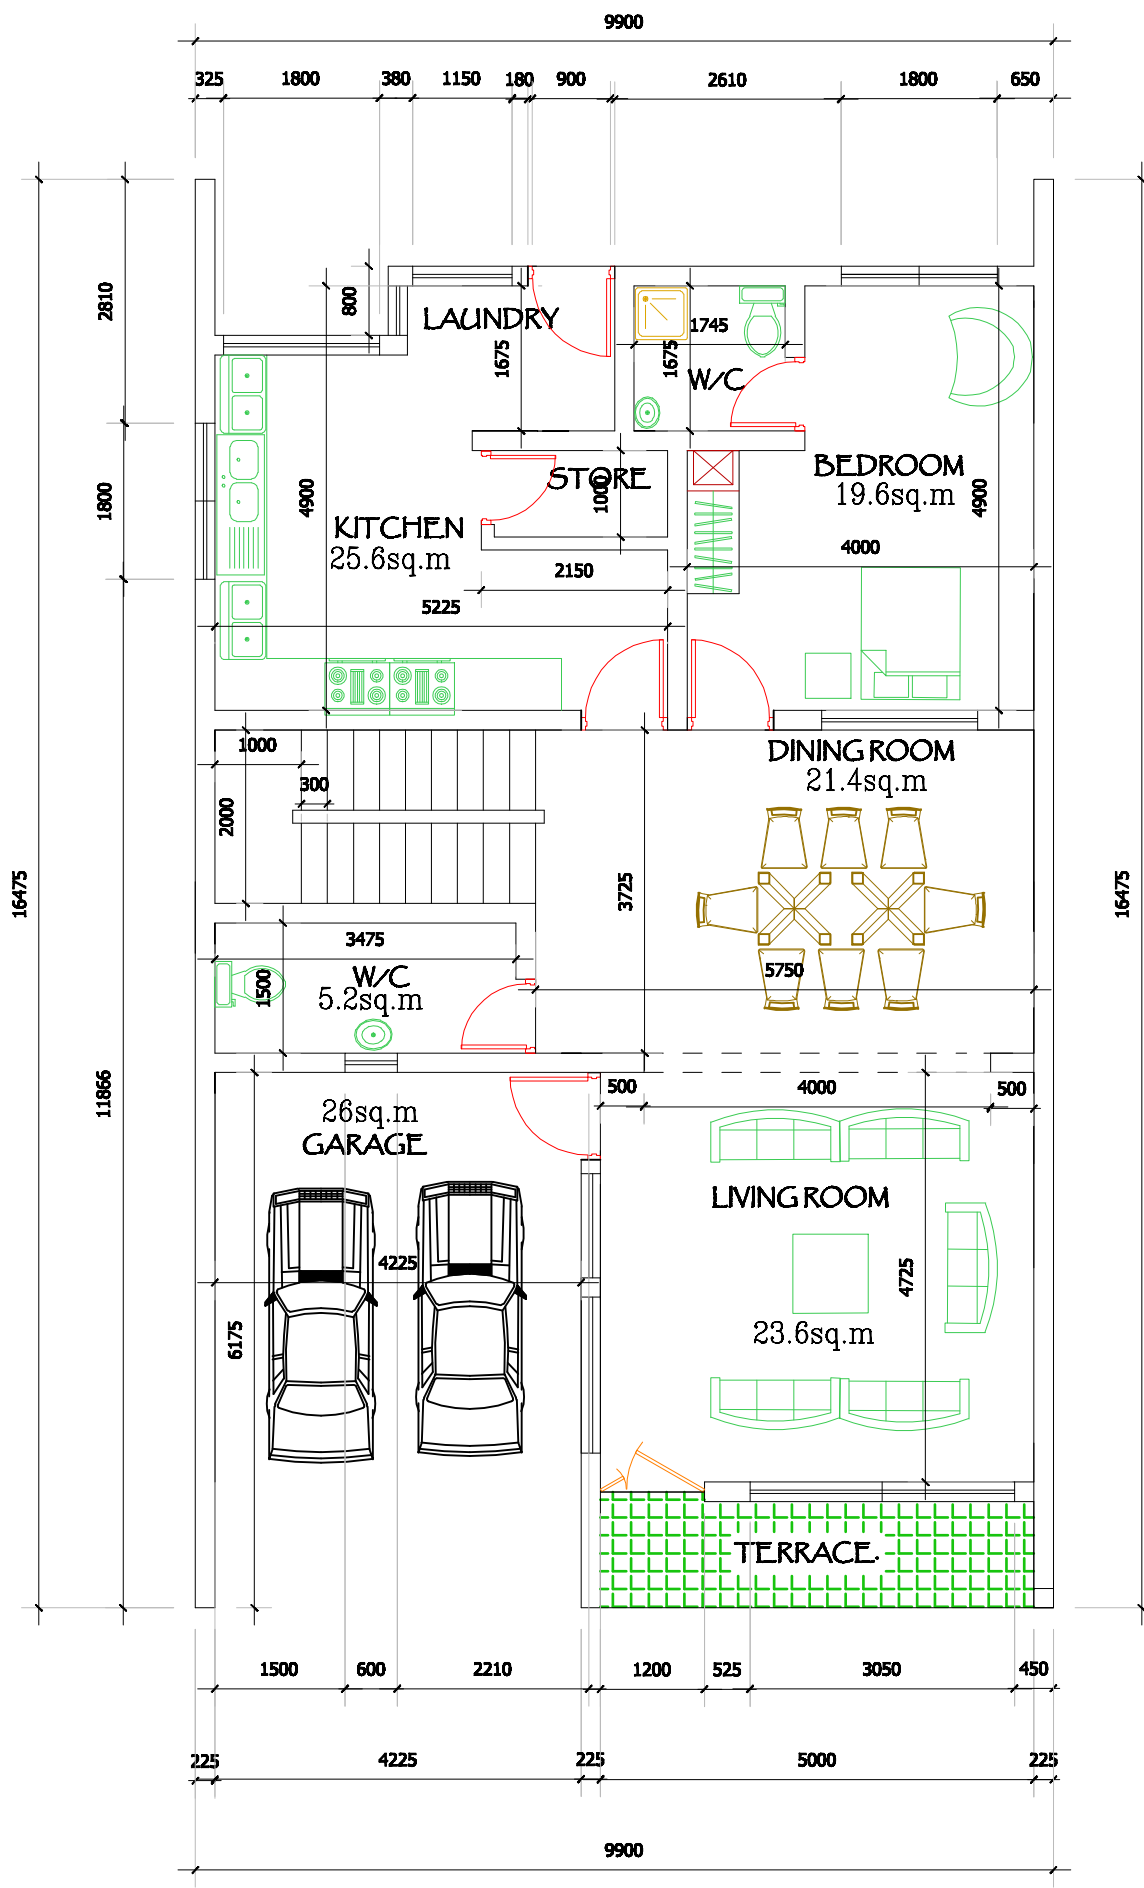 9900
325 1800 380 1150 180 900 2610 1800 650
2810
800
LAUNDRY
1675
1745
1675
W/C
BEDROOM
19.6sq.m
STORE
1000
4900
4900
1800
KITCHEN
25.6sq.m
4000
2150
5225
1000
DINING ROOM
21.4sq.m
300
2000
16475
3725
16475
3475
W/C
5.2sq.m
1500
5750
11866
500 4000 500
26sq.m
GARAGE
LIVING ROOM
4225
4725
6175
23.6sq.m
TERRACE.
1500 600 2210 1200 525 3050 450
225 4225 225 5000 225
9900